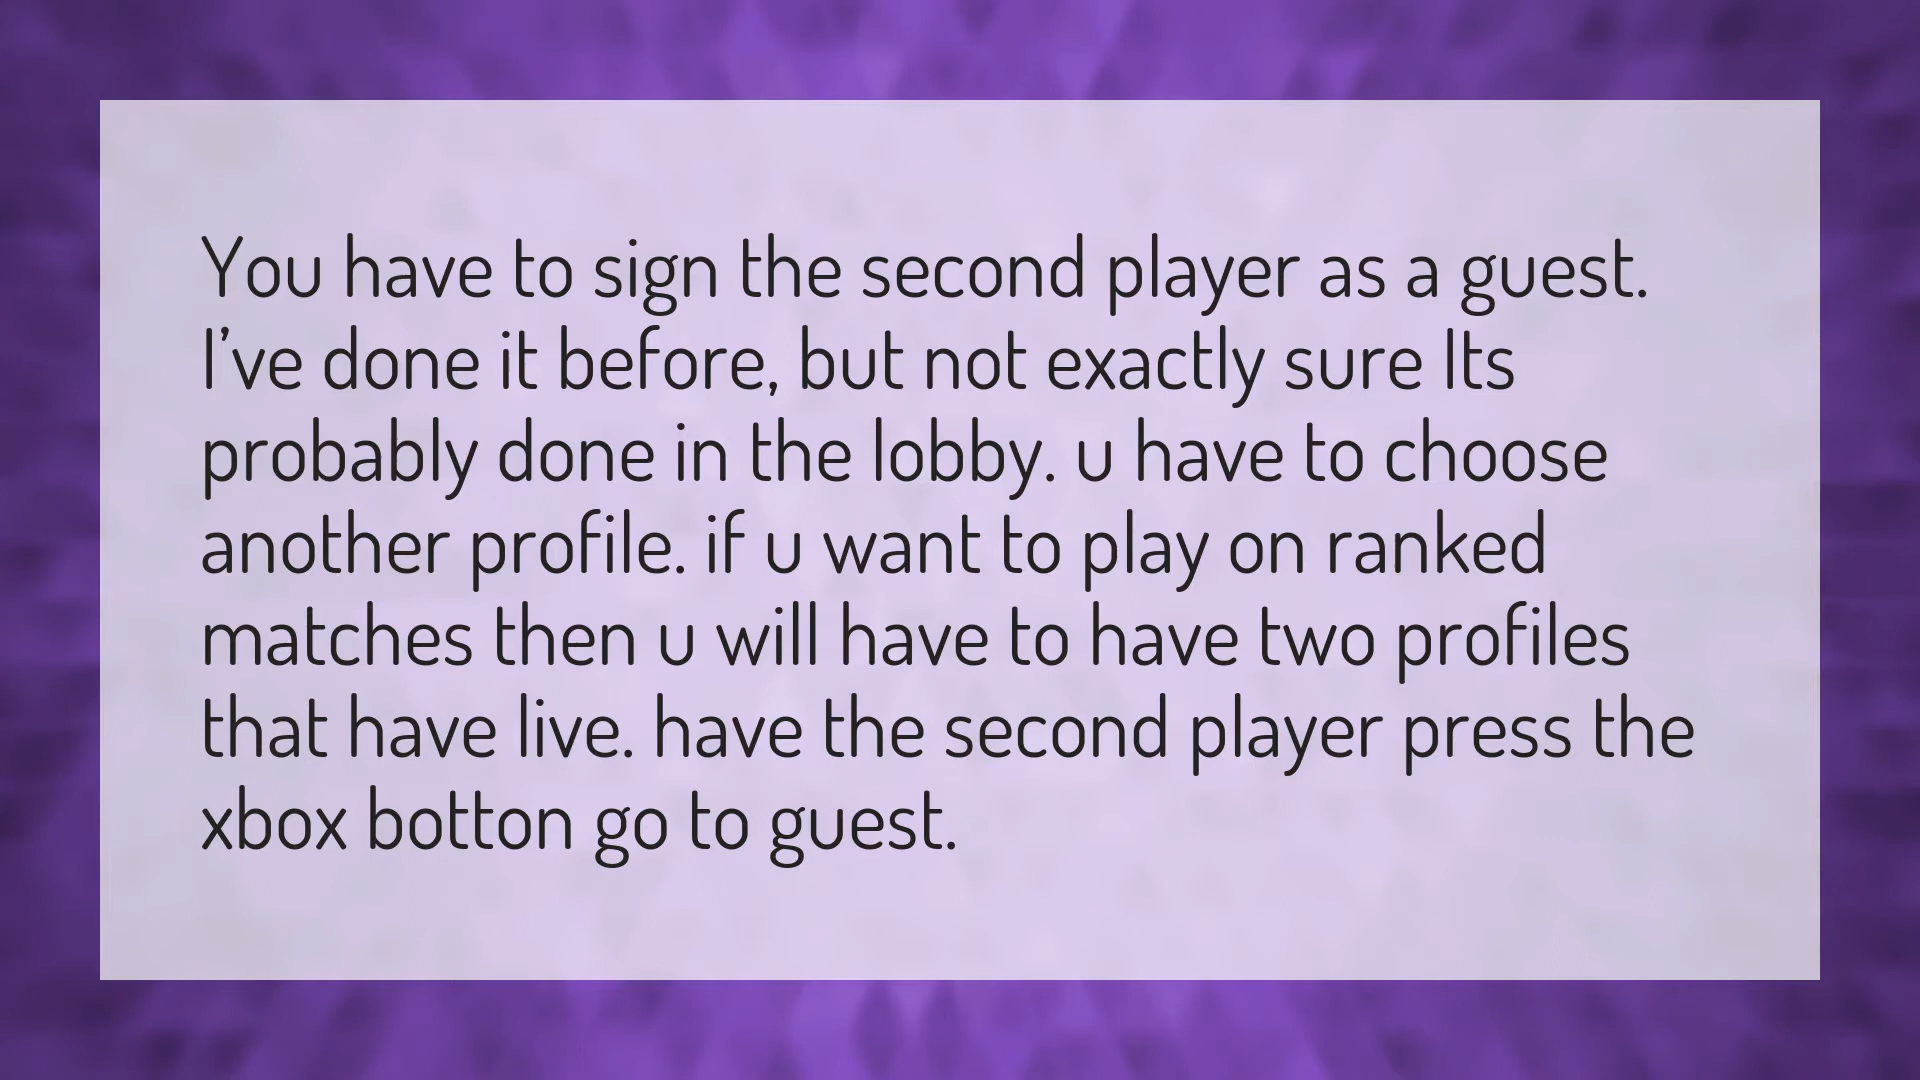 You have to sign the second player as a guest.
I've done it before, but not exactly sure Its
probably done in the lobby. u have to choose
another profile. if u want to play on ranked
matches then u will have to have two profiles
that have live. have the second player press the
xbox botton go to guest.